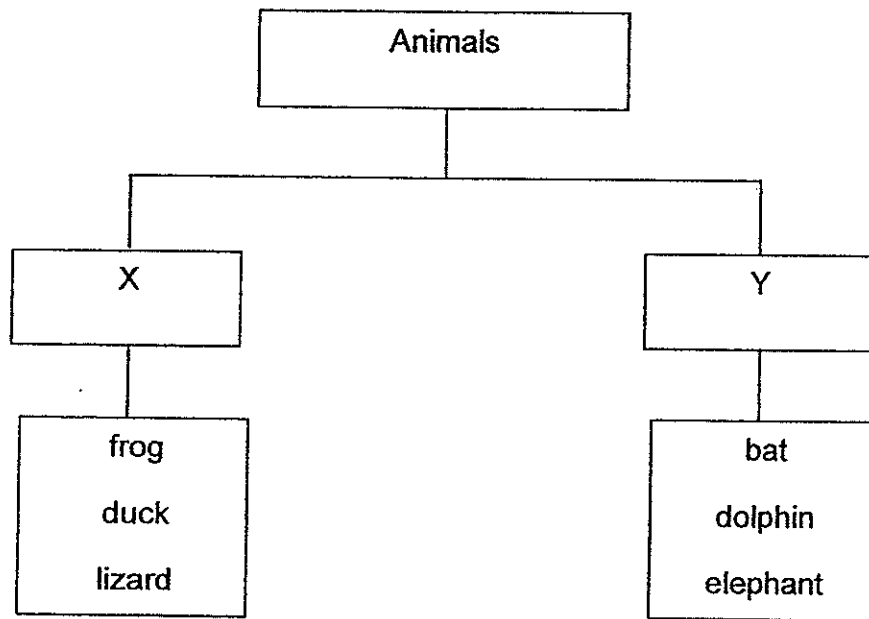 Animals
X
Y
frog
duck
lizard
bat
dolphin
elephant